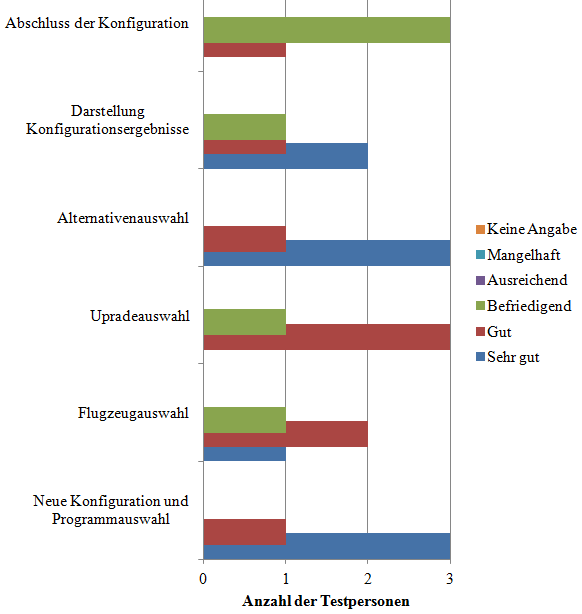 Abschluss der Konfiguration
Darstellung
Konfigurationsergebnisse
Alternativenauswahl
Upradeauswahl
Flugzeugauswahl
Neue Konfiguration und
Programmauswahl
0 1 2 3
Anzahl der Testpersonen
Keine Angabe
Mangelhaft
Ausreichend
Befriedigend
Gut
Sehr gut